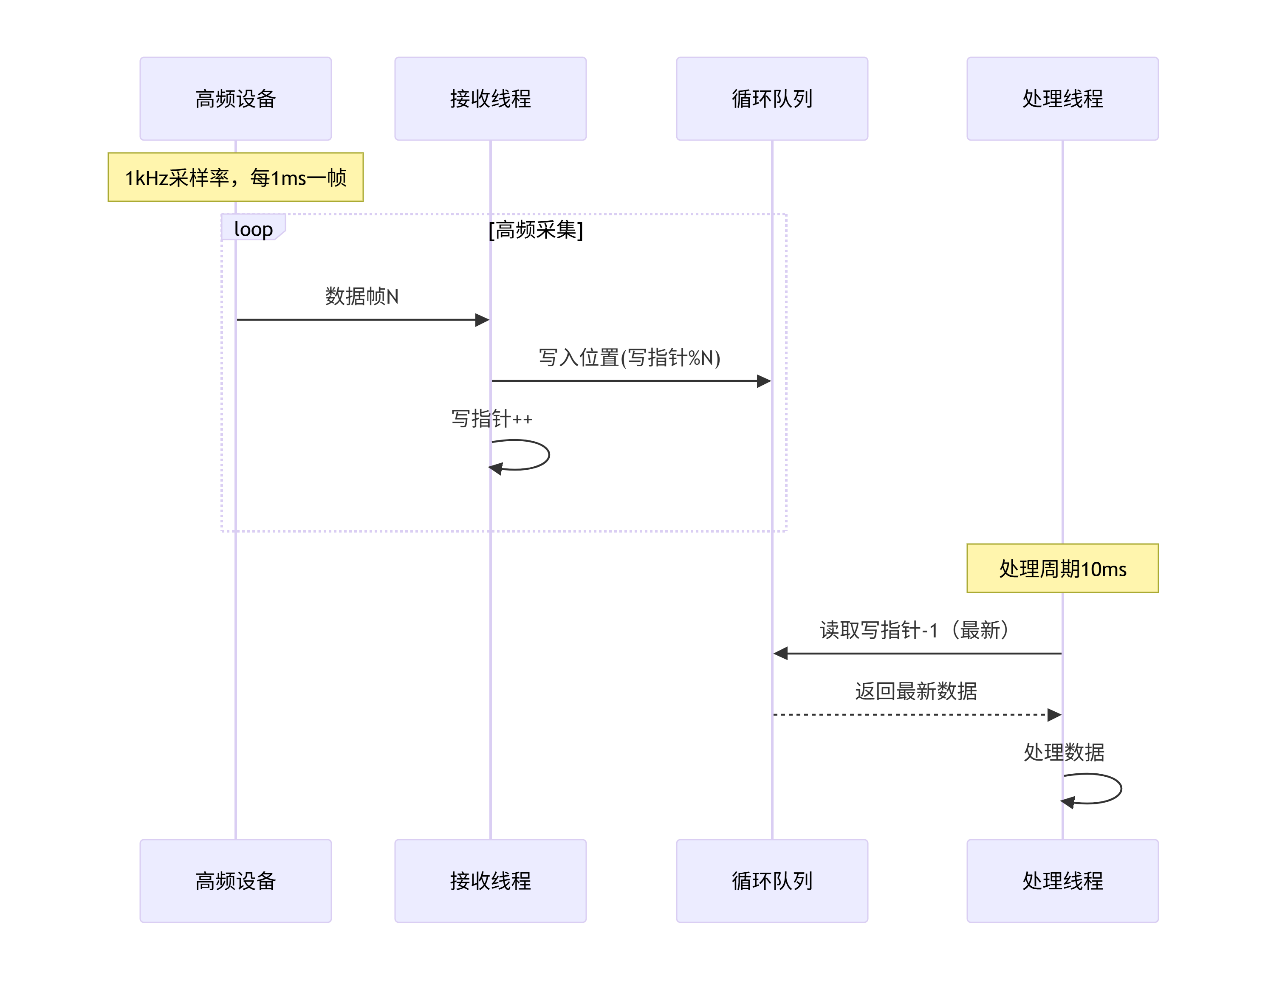 高频设备
接收线程
循环队列
处理线程
1kHz采样率，每1ms一帧
loop
[高频采集]
数据帧N
写入位置(写指针%N)
写指针++
处理周期10ms
读取写指针-1（最新）
返回最新数据
处理数据
高频设备
接收线程
循环队列
处理线程